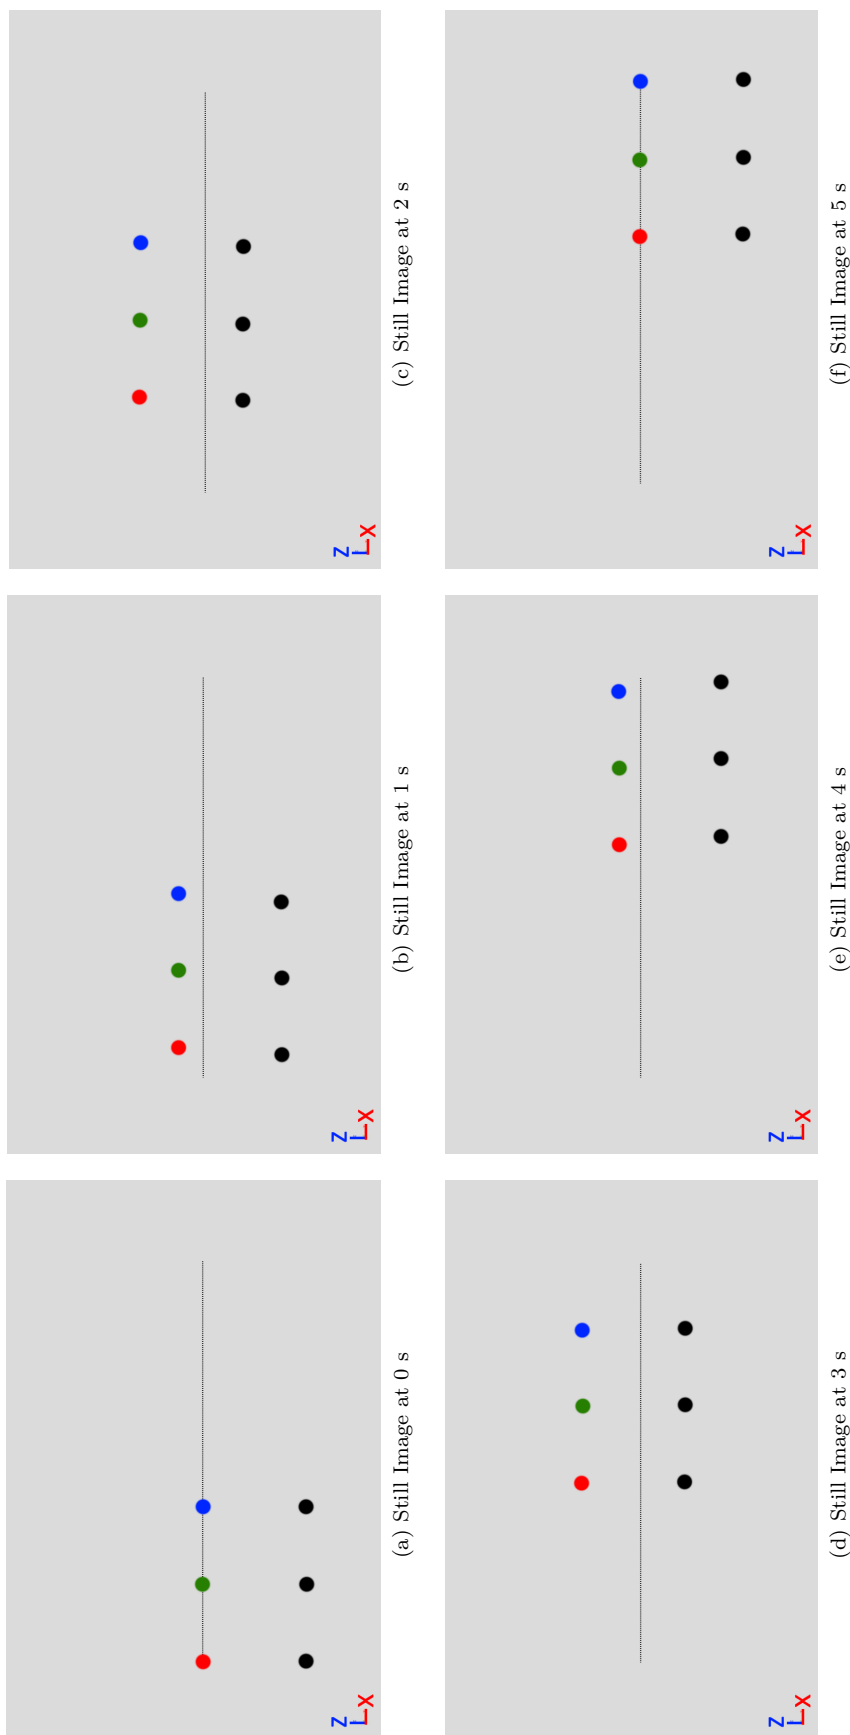 Z
X
Z
X
Z
X
(a) Still Image at 0 s
(b) Still Image at 1 s
(c) Still Image at 2 s
Z
X
Z
X
Z
X
(d) Still Image at 3 s
(e) Still Image at 4 s
(f) Still Image at 5 s